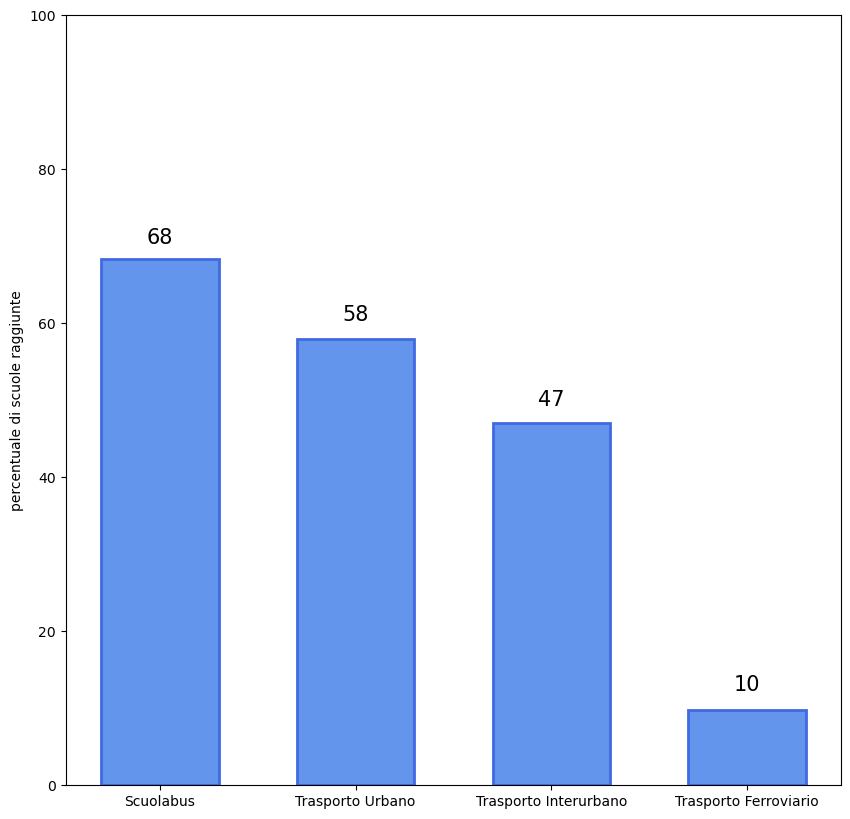 percentuale di scuole raggiunte
100
80
60
40
20
0
68
58
47
10
Scuolabus
Trasporto Urbano
Trasporto Interurbano
Trasporto Ferroviario